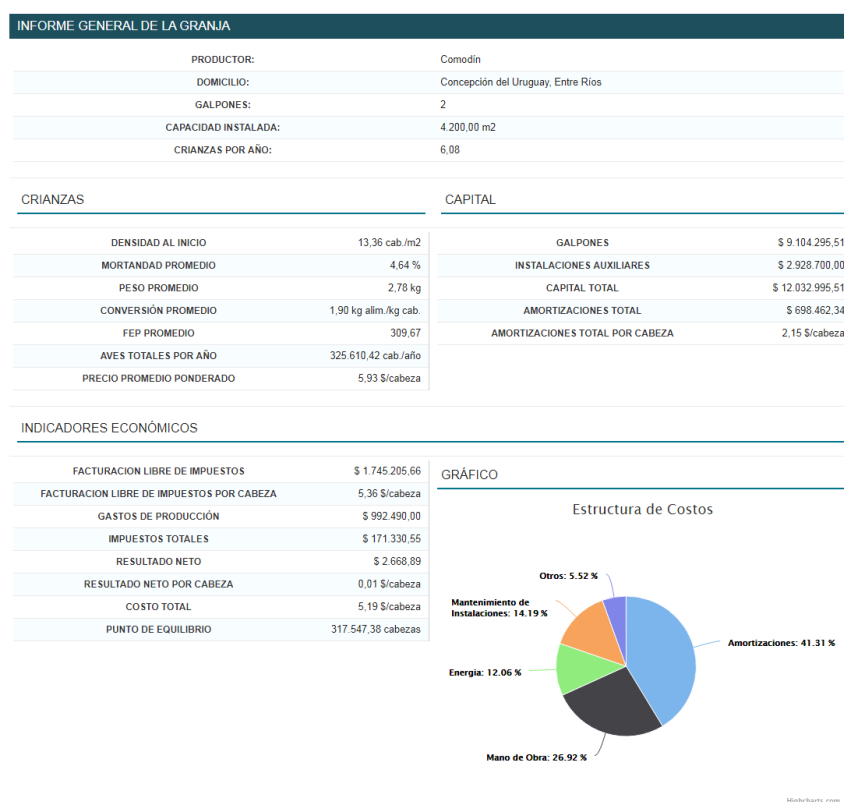 INFORME GENERAL DE LA GRANJA
PRODUCTOR: Comodín
DOMICILIO: Concepción del Uruguay, Entre Ríos
GALPONES: 2
CAPACIDAD INSTALADA: 4.200,00 m2
CRIANZAS POR AÑO: 6,08
CRIANZAS
DENSIDAD AL INICIO 13,36 cab./m2
MORTANDAD PROMEDIO 4,64 %
PESO PROMEDIO 2,78 kg
CONVERSIÓN PROMEDIO 1,90 kg alim./kg cab.
FEP PROMEDIO 309,67
AVES TOTALES POR AÑO 325.610,42 cab./año
PRECIO PROMEDIO PONDERADO 5,93 $/cabeza
CAPITAL
GALPONES $ 9.104.295,51
INSTALACIONES AUXILIARES $ 2.928.700,00
CAPITAL TOTAL $ 12.032.995,51
AMORTIZACIONES TOTAL $ 698.462,34
AMORTIZACIONES TOTAL POR CABEZA 2,15 $/cabeza
INDICADORES ECONÓMICOS
FACTURACION LIBRE DE IMPUESTOS $ 1.745.205,66
FACTURACION LIBRE DE IMPUESTOS POR CABEZA 5,36 $/cabeza
GASTOS DE PRODUCCIÓN $ 992.490,00
IMPUESTOS TOTALES $ 171.330,55
RESULTADO NETO $ 2.668,89
RESULTADO NETO POR CABEZA 0,01 $/cabeza
COSTO TOTAL 5,19 $/cabeza
PUNTO DE EQUILIBRIO 317.547,38 cabezas
GRÁFICO
Estructura de Costos
Otros: 5.52 %
Mantenimiento de
Instalaciones: 14.19 %
Amortizaciones: 41.31 %
Energia: 12.06 %
Mano de Obra: 26.92 %
Highcharts.com